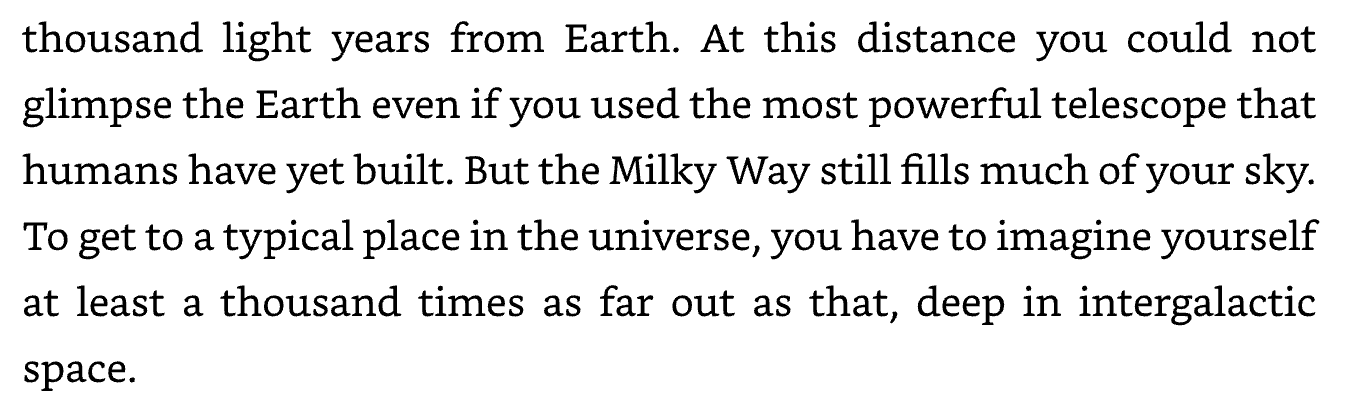 thousand light years from Earth. At this distance you could not
glimpse the Earth even if you used the most powerful telescope that
humans have yet built. But the Milky Way still fills much of your sky.
To get to a typical place in the universe, you have to imagine yourself
at least a thousand times as far out as that, deep in intergalactic
space.